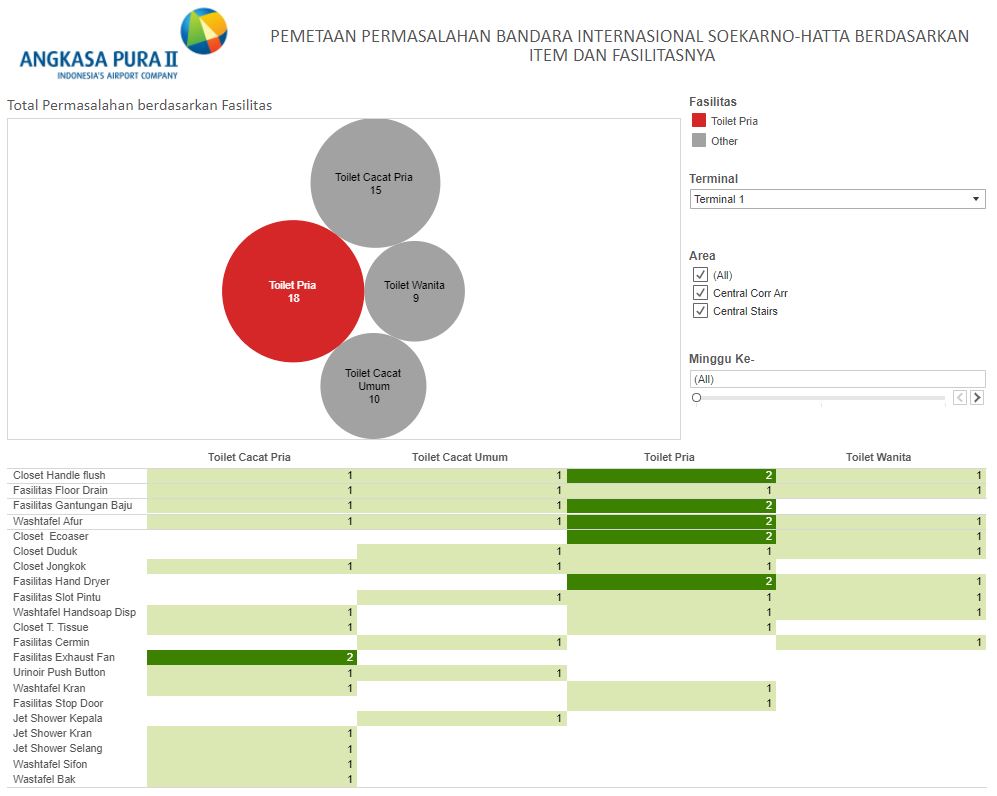 ANGKASA PURA II
INDONESIA'S AIRPORT COMPANY
PEMETAAN PERMASALAHAN BANDARA INTERNASIONAL SOEKARNO-HATTA BERDASARKAN
ITEM DAN FASILITASNYA
Total Permasalahan berdasarkan Fasilitas
Toilet Cacat Pria
15
Toilet Pria
18
Toilet Wanita
9
Toilet Cacat
Umum
10
Fasilitas
Toilet Pria
Other
Terminal
Terminal 1
Area
(All)
Central Corr Arr
Central Stairs
Minggu Ke-
(All)
Toilet Cacat Pria Toilet Cacat Umum Toilet Pria Toilet Wanita
Closet Handle flush 1 1 2 1
Fasilitas Floor Drain 1 1 1 1
Fasilitas Gantungan Baju 1 1 2
Washtafel Afur 1 1 2 1
Closet  Ecoaser 2 1
Closet Duduk 1 1 1
Closet Jongkok 1 1 1
Fasilitas Hand Dryer 2 1
Fasilitas Slot Pintu 1 1 1
Washtafel Handsoap Disp 1 1 1
Closet T. Tissue 1 1
Fasilitas Cermin 1 1
Fasilitas Exhaust Fan 2
Urinoir Push Button 1 1
Washtafel Kran 1 1
Fasilitas Stop Door 1
Jet Shower Kepala 1
Jet Shower Kran 1
Jet Shower Selang 1
Washtafel Sifon 1
Wastafel Bak 1